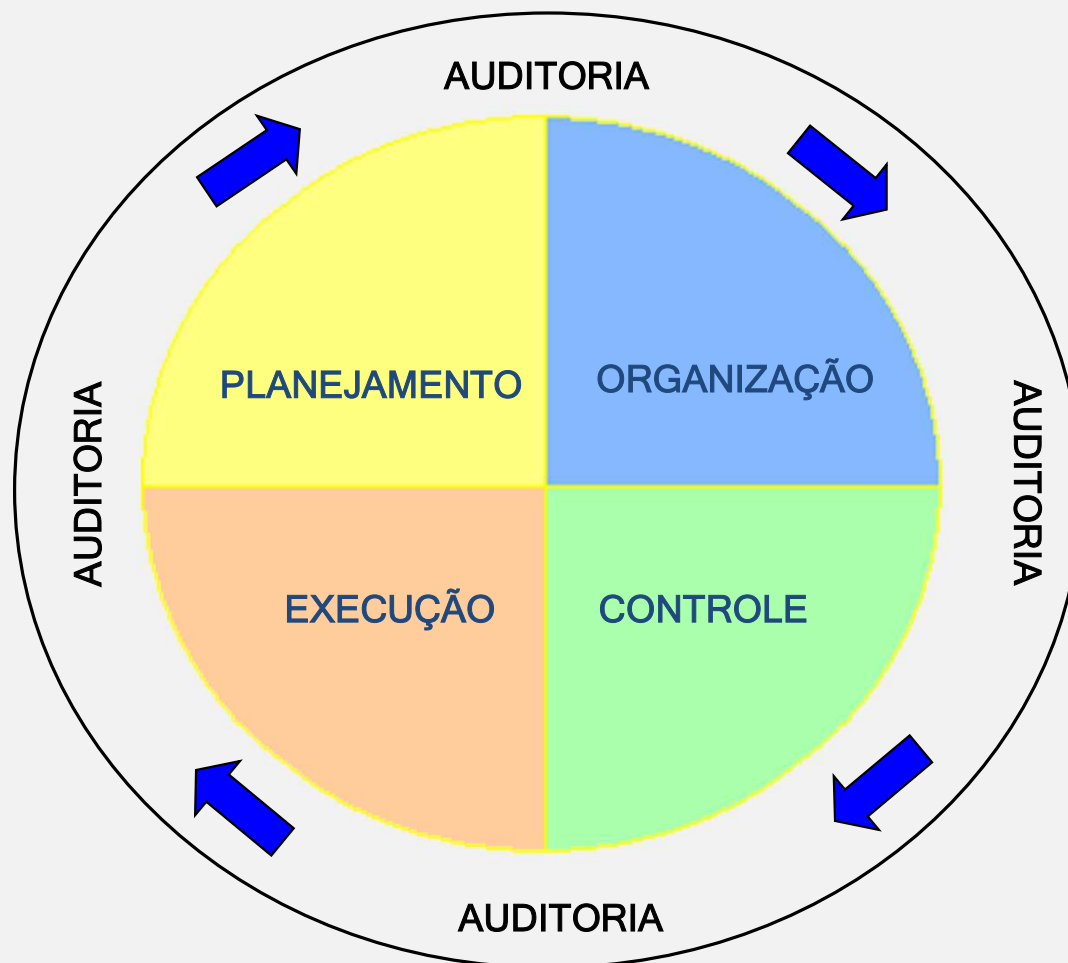 AUDITORIA
PLANEJAMENTO
ORGANIZAÇÃO
AUDITORIA
AUDITORIA
EXECUÇÃO
CONTROLE
AUDITORIA